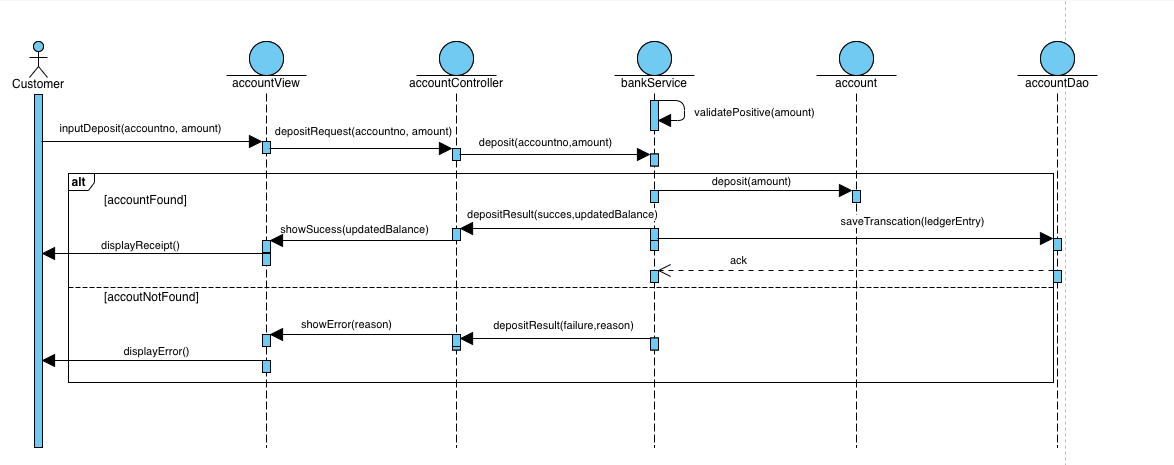 Customer
accountView
accountController
bankService
account
accountDao
validatePositive(amount)
inputDeposit(accountno, amount)
depositRequest(accountno, amount)
deposit(accountno,amount)
alt
[accountFound]
deposit(amount)
depositResult(succes,updatedBalance)
saveTranscation(ledgerEntry)
showSucess(updatedBalance)
displayReceipt()
ack
[accoutNotFound]
showError(reason)
depositResult(failure,reason)
displayError()